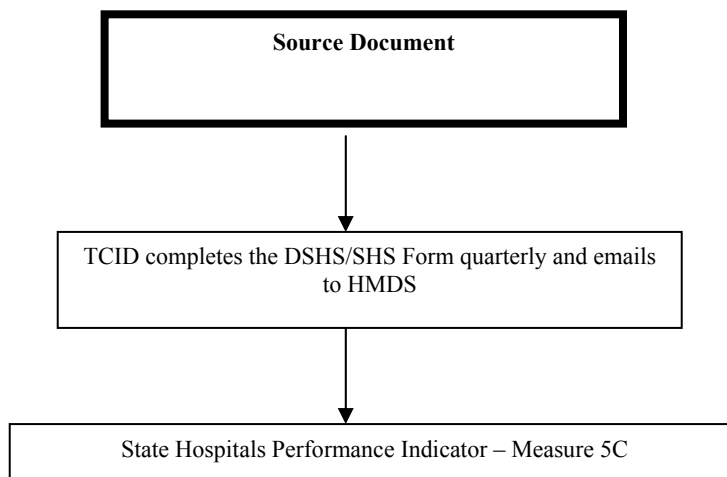 Source Document
TCID completes the DSHS/SHS Form quarterly and emails
to HMDS
State Hospitals Performance Indicator – Measure 5C